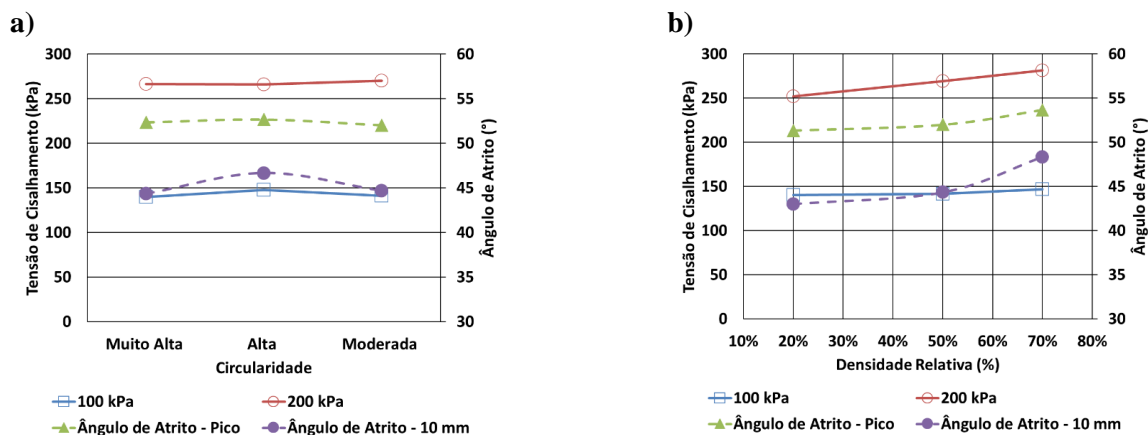 a)
300
250
200
150
100
50
0
Tensão de Cisalhamento (kPa)
60
55
50
45
40
35
30
Ângulo de Atrito (°)
Muito Alta Alta Moderada
Circularidade
100 kPa 200 kPa
Ângulo de Atrito - Pico Ângulo de Atrito - 10 mm
b)
300
250
200
150
100
50
0
Tensão de Cisalhamento (kPa)
60
55
50
45
40
35
30
Ângulo de Atrito (°)
10% 20% 30% 40% 50% 60% 70% 80%
Densidade Relativa (%)
100 kPa 200 kPa
Ângulo de Atrito - Pico Ângulo de Atrito - 10 mm